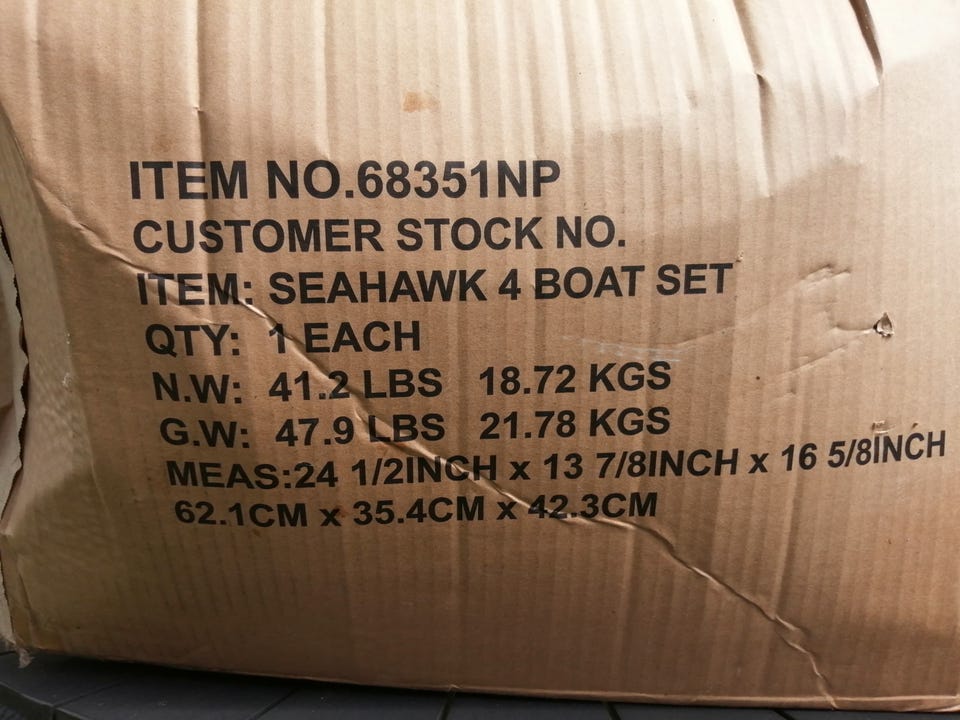 ITEM NO.68351NP
CUSTOMER STOCK NO.
ITEM: SEAHAWK 4 BOAT SET
QTY: 1 EACH
N.W: 41.2 LBS 18.72 KGS
G.W: 47.9 LBS 21.78 KGS
MEAS:24 1/2INCH x 13 7/8INCH x 16 5/8INCH
62.1CM x 35.4CM x 42.3CM